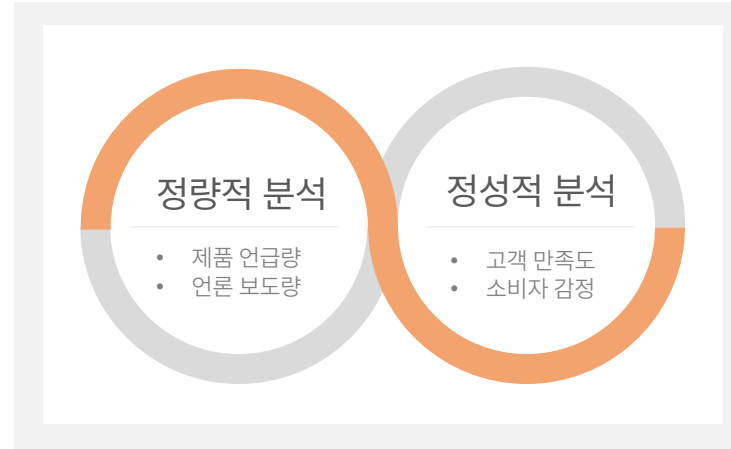 정량적 분석
• 제품 언급량
• 언론 보도량
정성적 분석
• 고객 만족도
• 소비자 감정